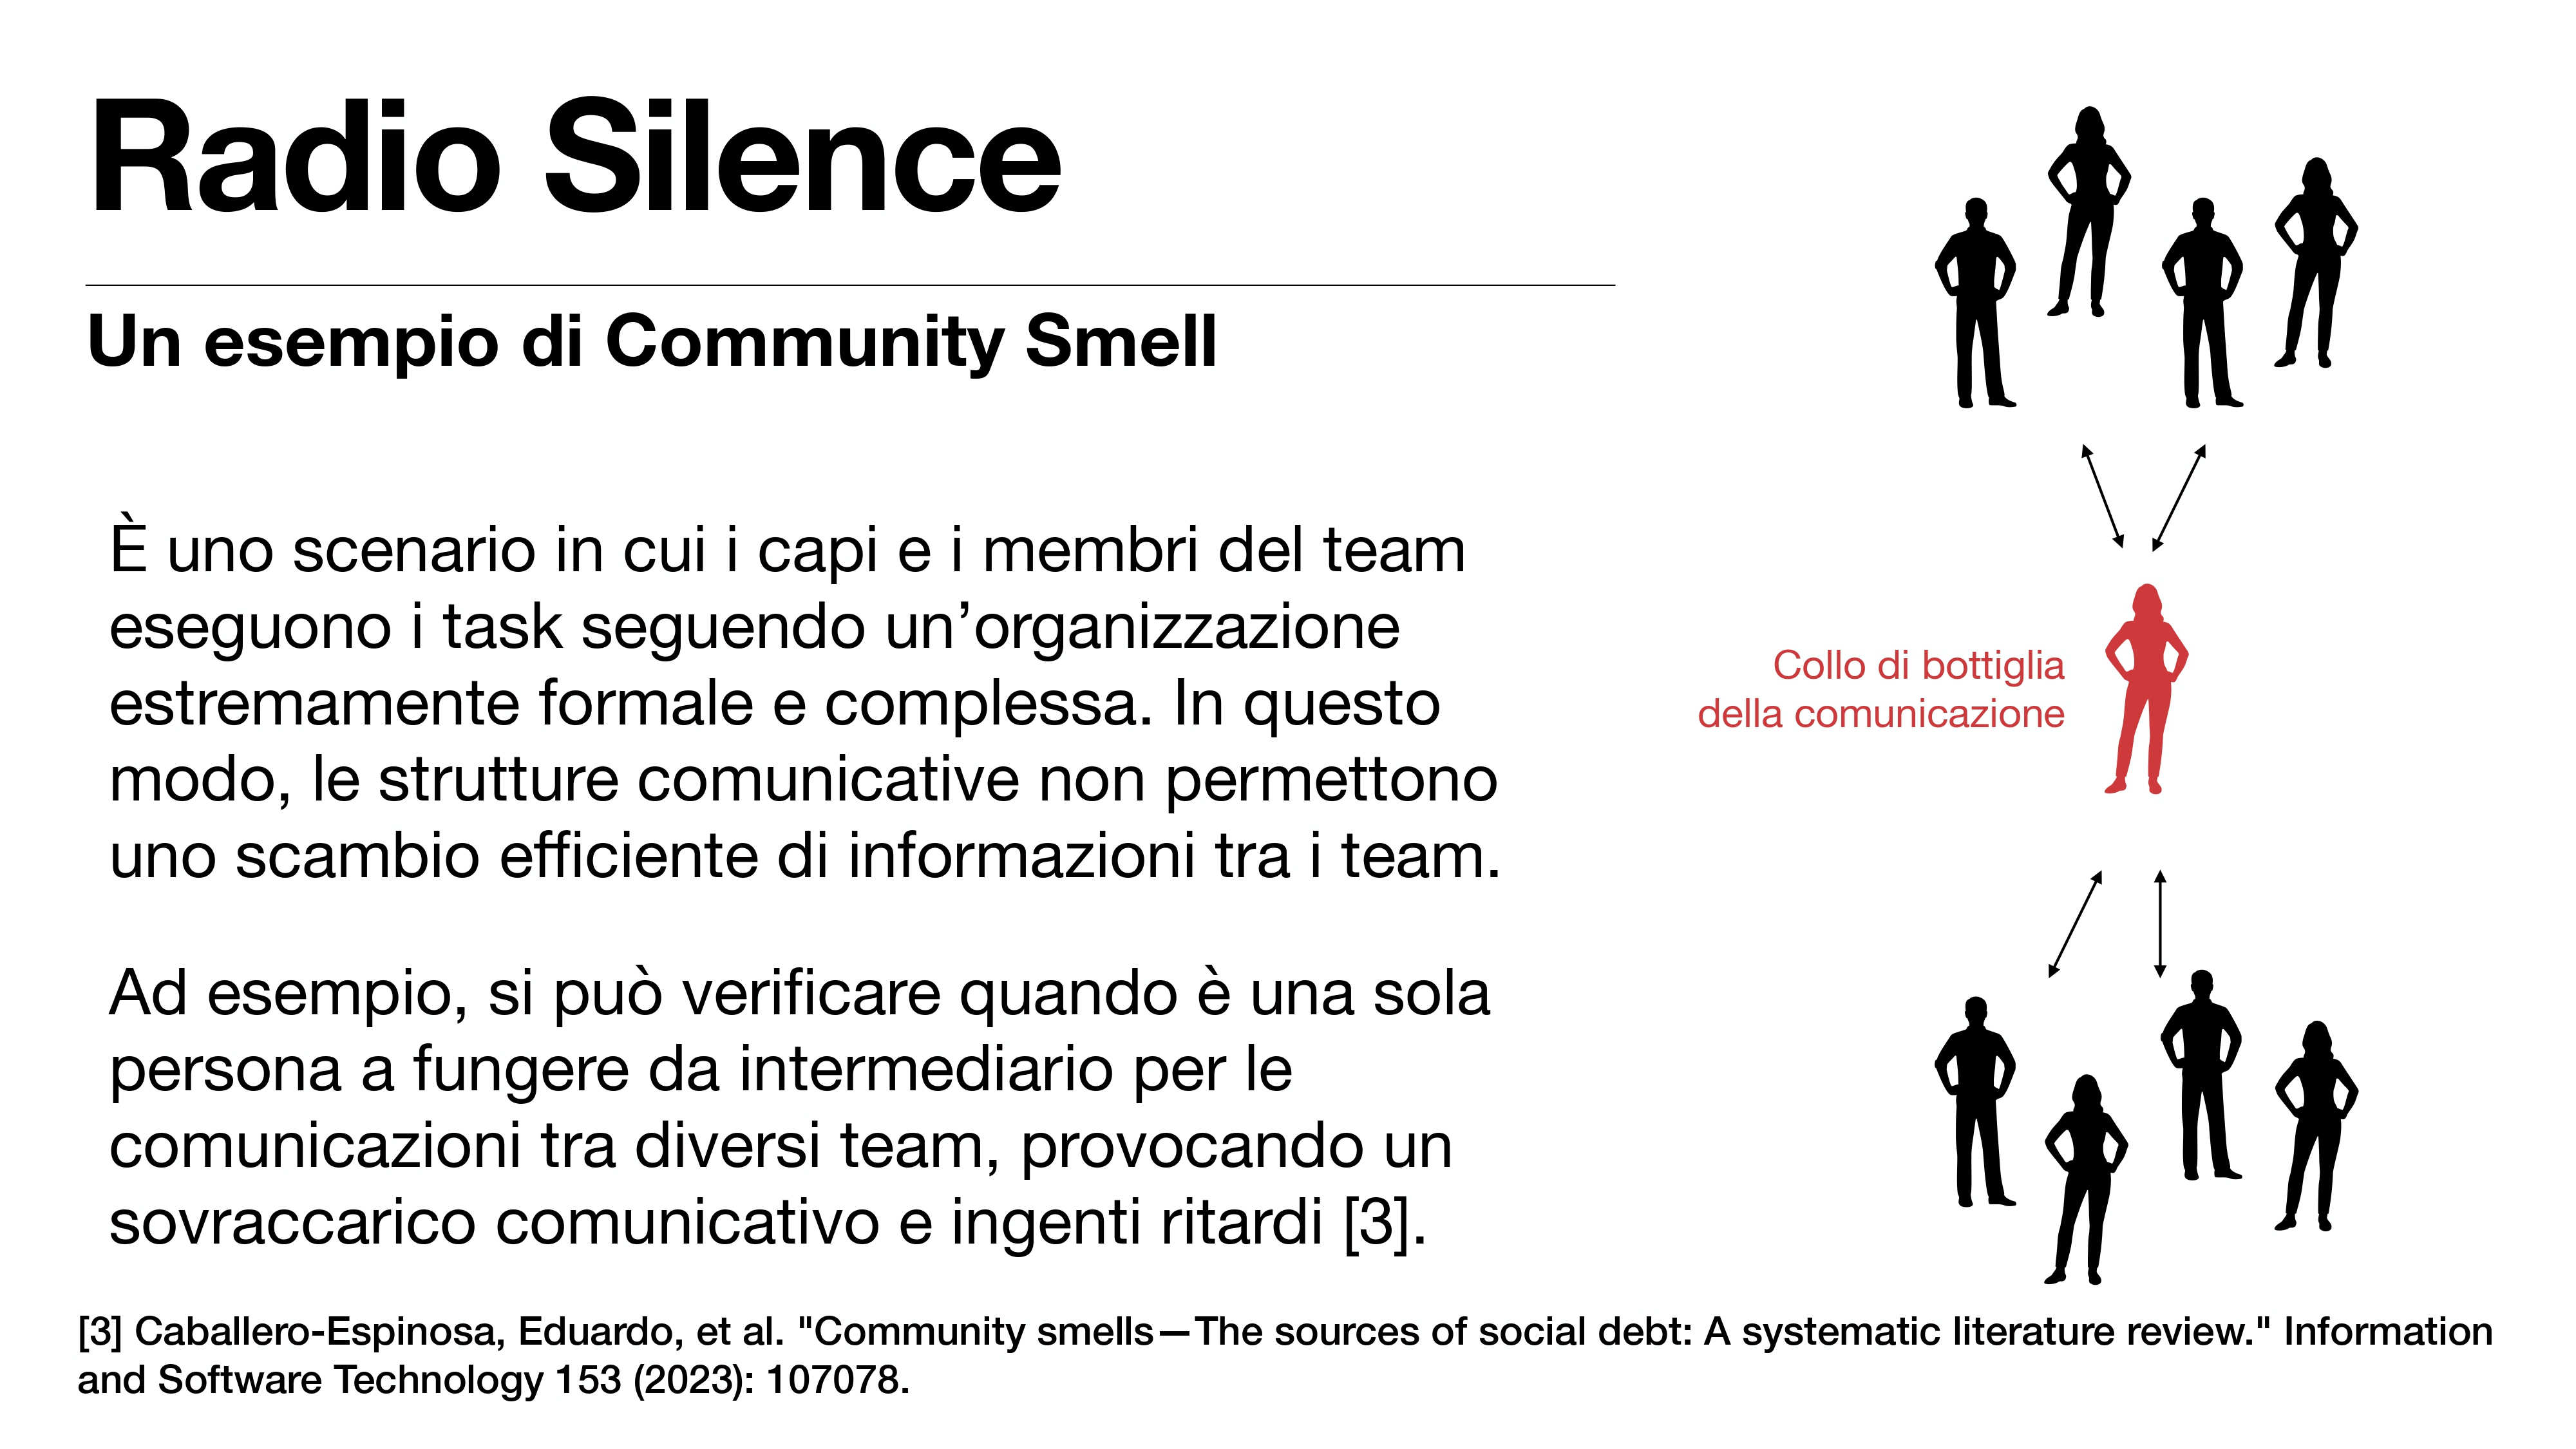 Radio Silence
Un esempio di Community Smell
È uno scenario in cui i capi e i membri del team
eseguono i task seguendo un’organizzazione
estremamente formale e complessa. In questo
modo, le strutture comunicative non permettono
uno scambio efficiente di informazioni tra i team.
Ad esempio, si può verificare quando è una sola
persona a fungere da intermediario per le
comunicazioni tra diversi team, provocando un
sovraccarico comunicativo e ingenti ritardi [3].
Collo di bottiglia
della comunicazione
[3] Caballero-Espinosa, Eduardo, et al. "Community smells—The sources of social debt: A systematic literature review." Information
and Software Technology 153 (2023): 107078.